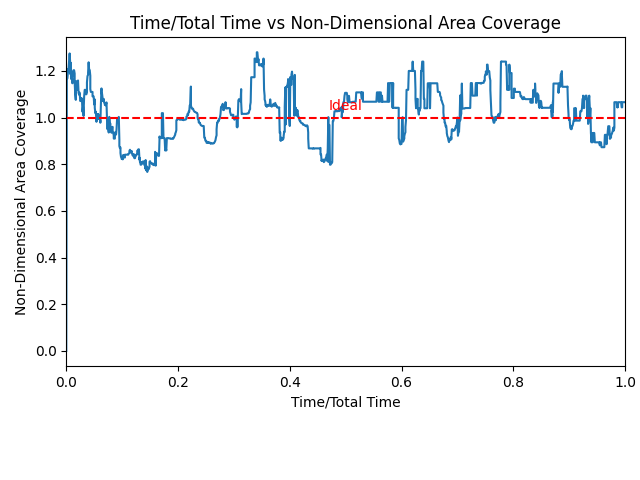 Time/Total Time vs Non-Dimensional Area Coverage
Non-Dimensional Area Coverage
1.2
1.0
0.8
0.6
0.4
0.2
0.0
Ideal
0.0 0.2 0.4 0.6 0.8 1.0
Time/Total Time